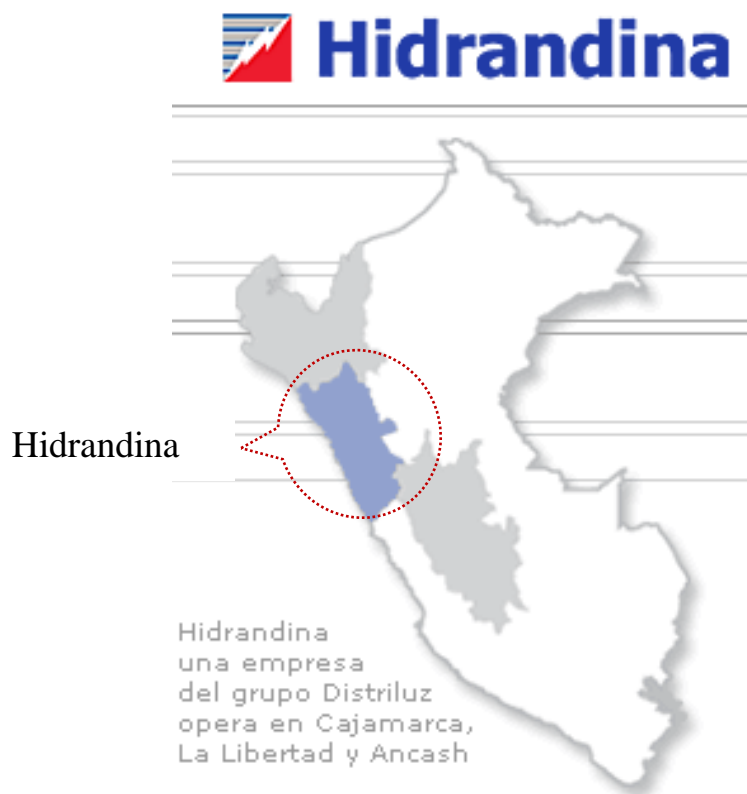 Hidrandina
Hidrandina
Hidrandina
una empresa
del grupo Distriluz
opera en Cajamarca,
La Libertad y Ancash